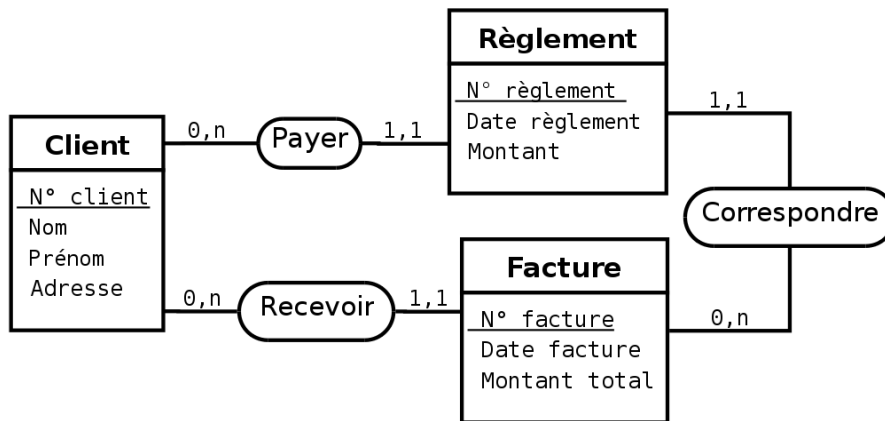 Règlement
N° règlement
Date règlement
Montant
1,1
0,n
Payer
1,1
Client
N° client
Nom
Prénom
Adresse
Correspondre
0,n
Recevoir
1,1
Facture
N° facture
Date facture
Montant total
0,n